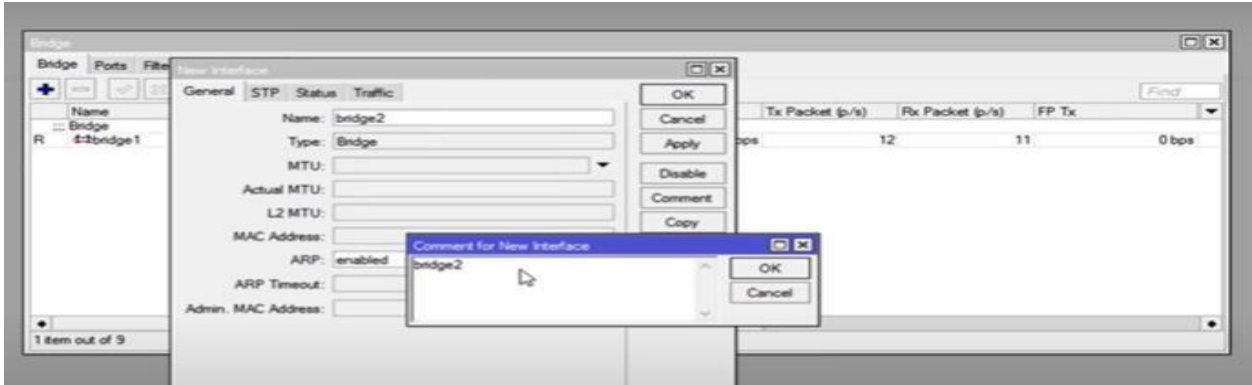 Bridge
Bridge Ports Filte
New Interface
General STP Status Traffic
Find
Name
Tx Packet (p/s) Rx Packet (p/s) FP Tx
::: Bridge
R bridge1 bps 12 11 0 bps
Name: bridge2
Type: Bridge
MTU:
Actual MTU:
L2 MTU:
MAC Address:
ARP: enabled
ARP Timeout:
Admin. MAC Address:
OK
Cancel
Apply
Disable
Comment
Copy
Comment for New Interface
bridge2
OK
Cancel
1 item out of 9